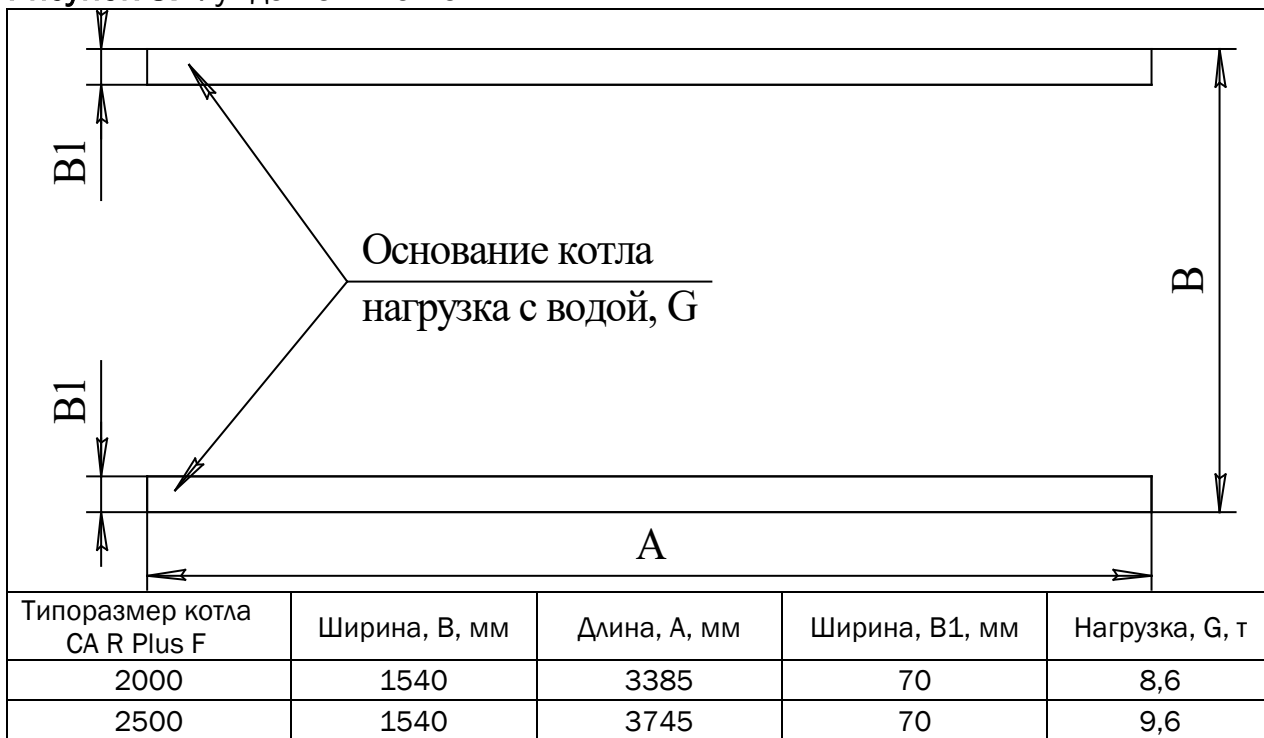 B1
Основание котла
нагрузка с водой, G
B
B1
A
Типоразмер котла
CA R Plus F
Ширина, B, мм
Длина, A, мм
Ширина, B1, мм
Нагрузка, G, т
2000 1540 3385 70 8,6
2500 1540 3745 70 9,6